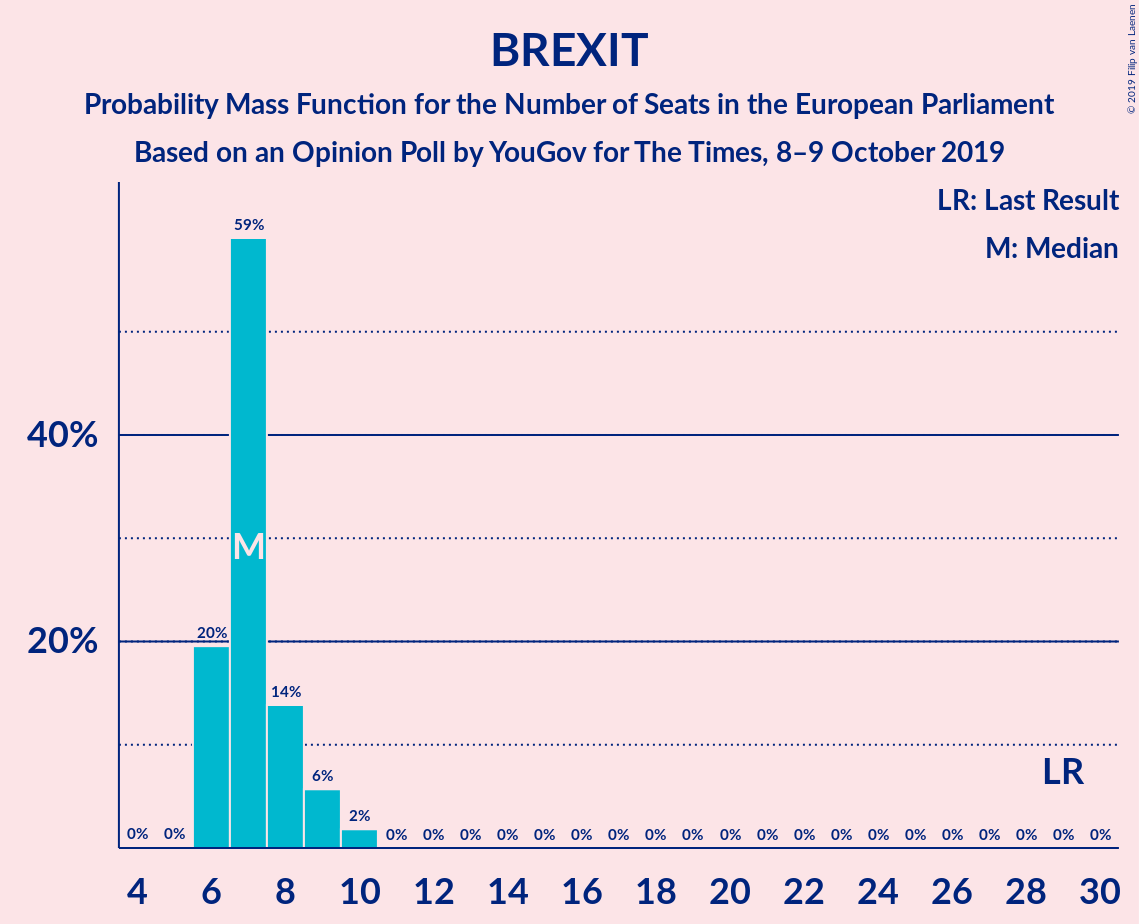 BREXIT
Probability Mass Function for the Number of Seats in the European Parliament
Based on an Opinion Poll by YouGov for The Times, 8–9 October 2019
© 2019 Filip van Laenen
LR: Last Result
M: Median
59%
40%
M
20%
20%
14%
6%
LR
2%
0% 0% 0% 0% 0% 0% 0% 0% 0% 0% 0% 0% 0% 0% 0% 0% 0% 0% 0% 0% 0% 0%
4 6 8 10 12 14 16 18 20 22 24 26 28 30